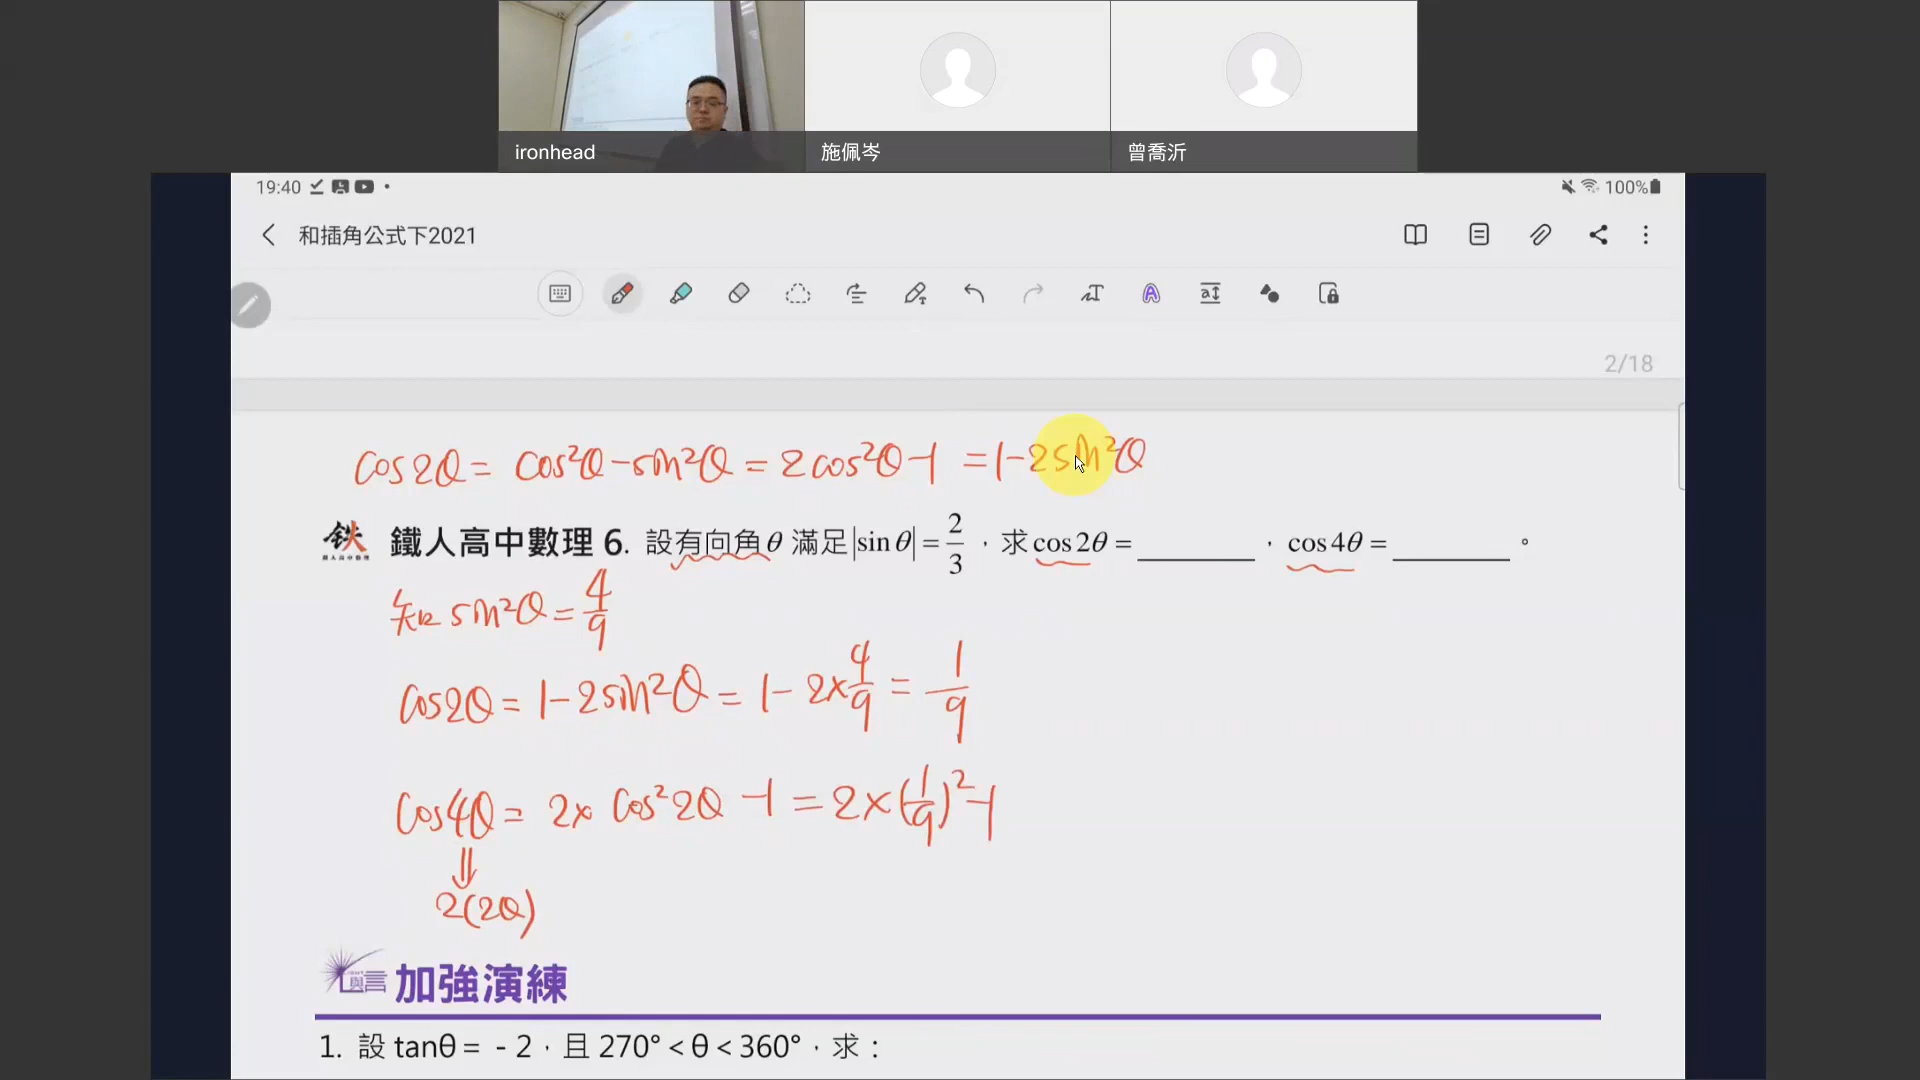 ironhead
施佩岑
曾喬沂
19:40
100%
和插角公式下2021
2/18
cos2θ = cos²θ - sin²θ = 2cos²θ - 1 = 1 - 2sin²θ
鐵人高中數理 6. 設有向角θ 滿足|sinθ| = 2/3，求cos2θ = ________，cos4θ = ________。
知 sin²θ = 4/9
cos2θ = 1 - 2sin²θ = 1 - 2×4/9 = 1/9
cos4θ = 2× cos²2θ - 1 = 2×(1/9)² - 1
⇓
2(2θ)
加強演練
1. 設 tanθ = - 2，且 270° < θ < 360°，求：